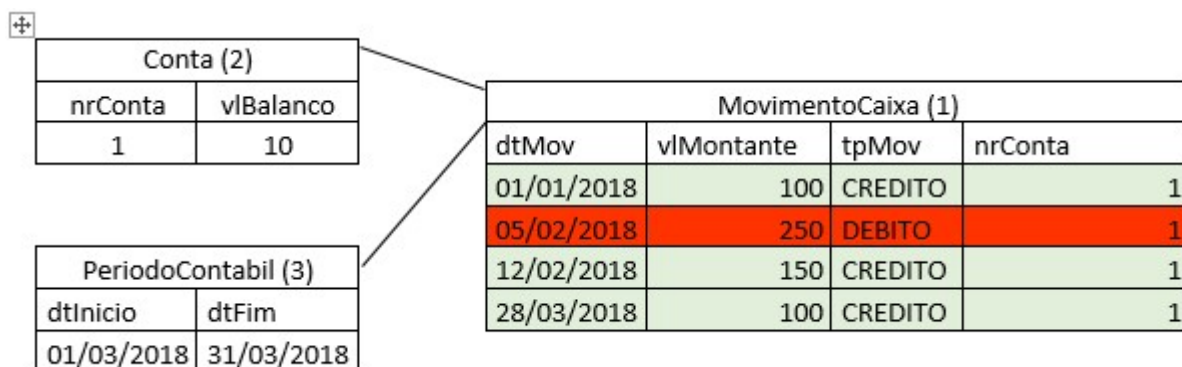 Conta (2)
nrConta vlBalanco
1 10
PeriodoContabil (3)
dtInicio dtFim
01/03/2018 31/03/2018
MovimentoCaixa (1)
dtMov vlMontante tpMov nrConta
01/01/2018 100 CREDITO 1
05/02/2018 250 DEBITO 1
12/02/2018 150 CREDITO 1
28/03/2018 100 CREDITO 1